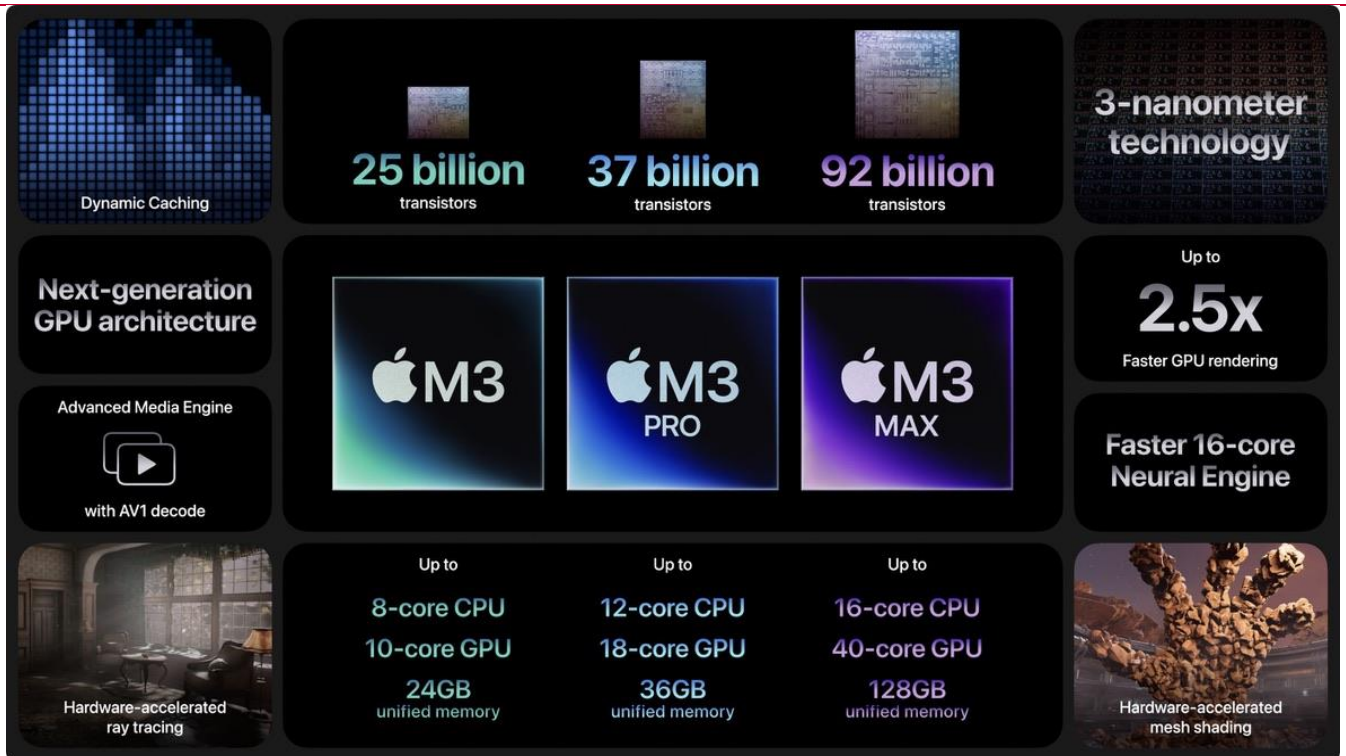 Dynamic Caching
25 billion
transistors
37 billion
transistors
92 billion
transistors
3-nanometer
technology
Next-generation
GPU architecture
M3
M3
PRO
M3
MAX
Up to
2.5x
Faster GPU rendering
Advanced Media Engine
with AV1 decode
Faster 16-core
Neural Engine
Hardware-accelerated
ray tracing
Up to
8-core CPU
10-core GPU
24GB
unified memory
Up to
12-core CPU
18-core GPU
36GB
unified memory
Up to
16-core CPU
40-core GPU
128GB
unified memory
Hardware-accelerated
mesh shading